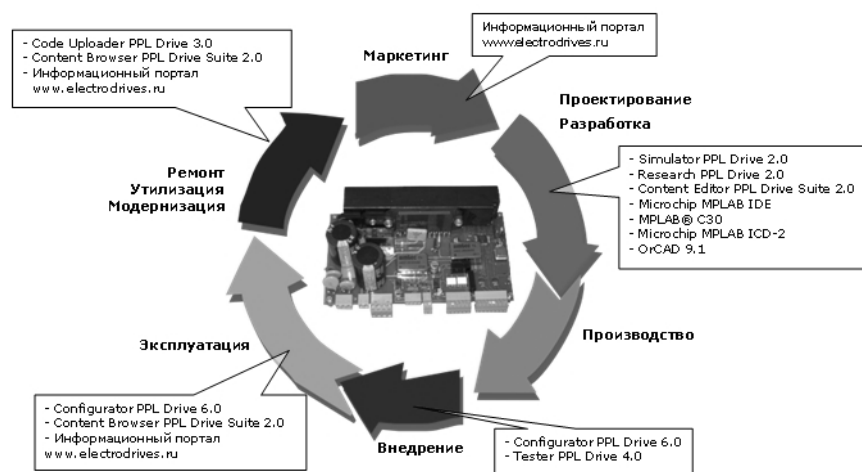 - Code Uploader PPL Drive 3.0
- Content Browser PPL Drive Suite 2.0
- Информационный портал
www.electrodrives.ru
Маркетинг
Информационный портал
www.electrodrives.ru
Проектирование
Разработка
- Simulator PPL Drive 2.0
- Research PPL Drive 2.0
- Content Editor PPL Drive Suite 2.0
- Microchip MPLAB IDE
- MPLAB® C30
- Microchip MPLAB ICD-2
- OrCAD 9.1
Ремонт
Утилизация
Модернизация
Производство
Эксплуатация
- Configurator PPL Drive 6.0
- Content Browser PPL Drive Suite 2.0
- Информационный портал
www.electrodrives.ru
Внедрение
- Configurator PPL Drive 6.0
- Tester PPL Drive 4.0